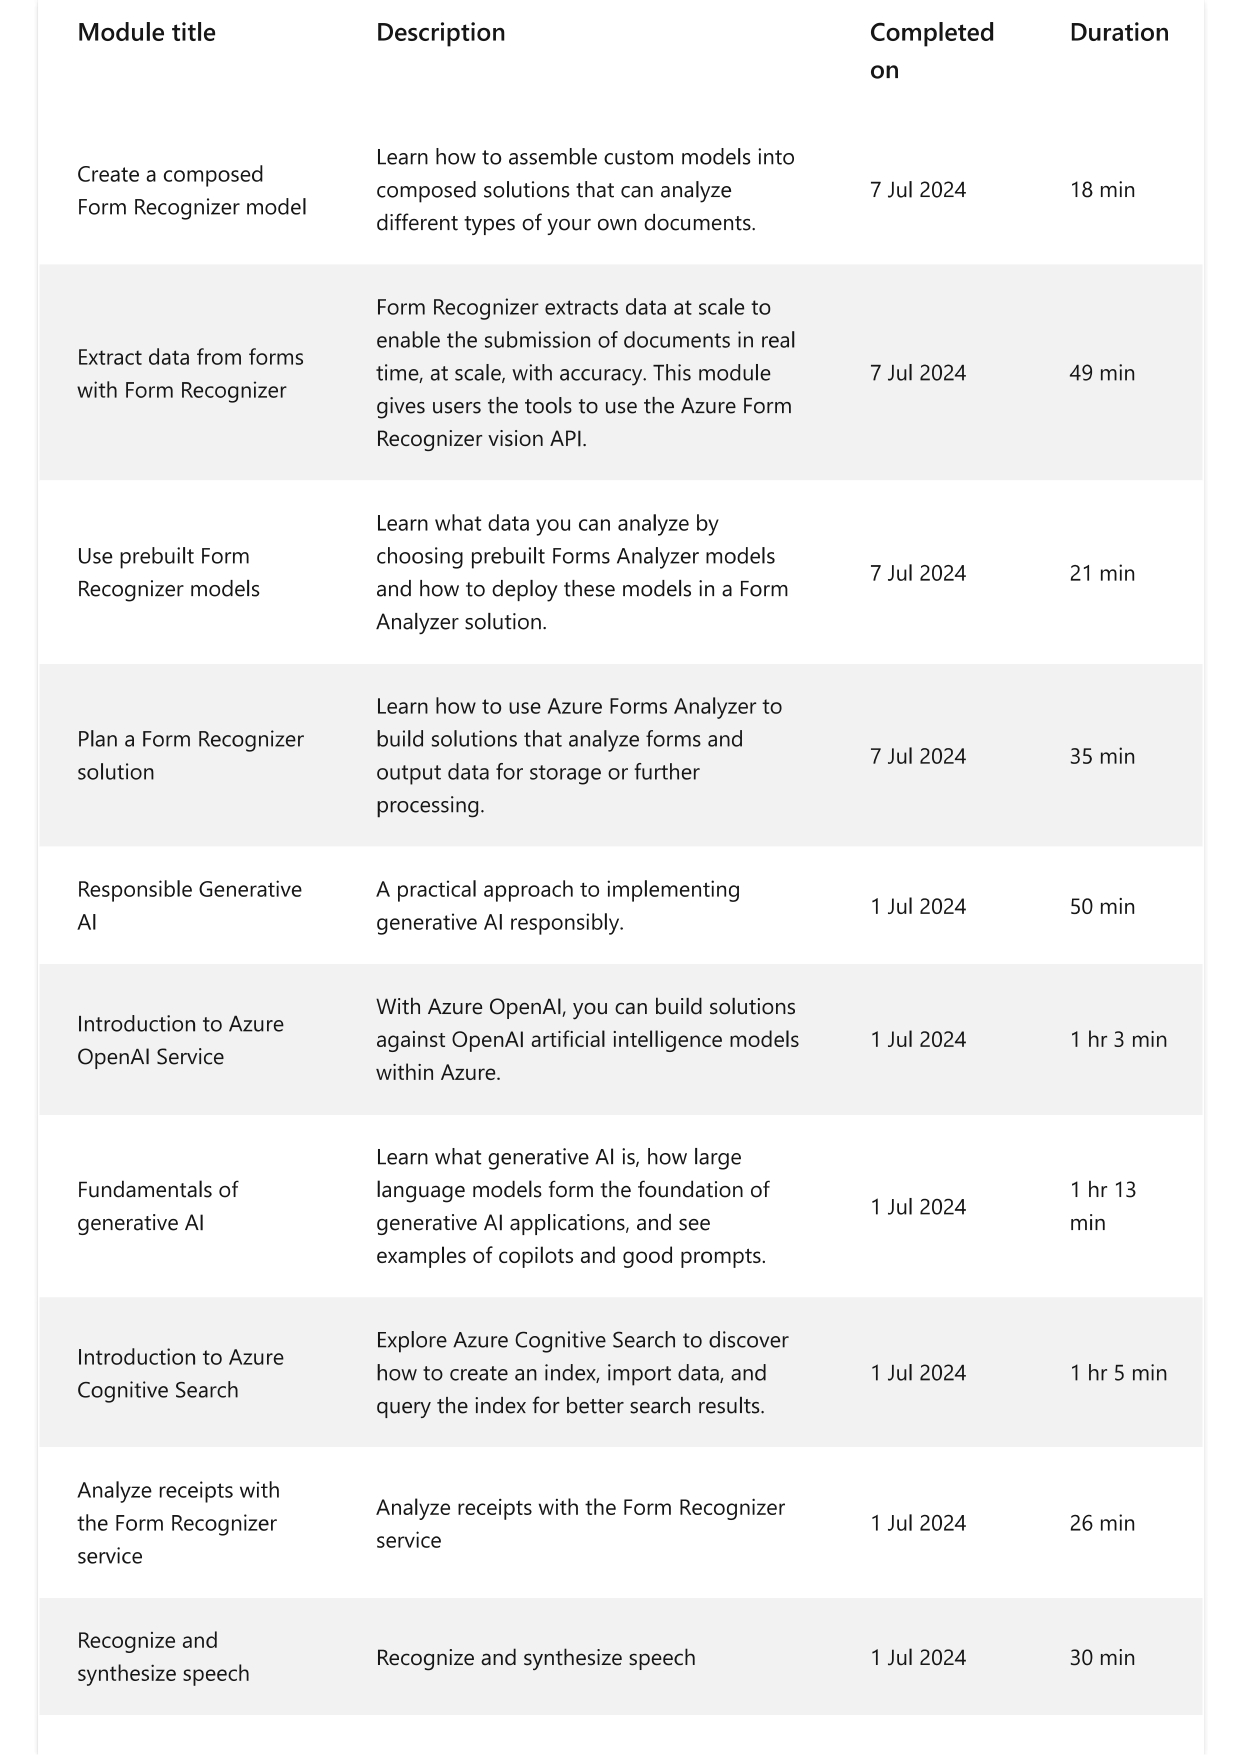 Module title
Description
Completed
on
Duration
Create a composed
Form Recognizer model
Learn how to assemble custom models into
composed solutions that can analyze
different types of your own documents.
7 Jul 2024
18 min
Extract data from forms
with Form Recognizer
Form Recognizer extracts data at scale to
enable the submission of documents in real
time, at scale, with accuracy. This module
gives users the tools to use the Azure Form
Recognizer vision API.
7 Jul 2024
49 min
Use prebuilt Form
Recognizer models
Learn what data you can analyze by
choosing prebuilt Forms Analyzer models
and how to deploy these models in a Form
Analyzer solution.
7 Jul 2024
21 min
Plan a Form Recognizer
solution
Learn how to use Azure Forms Analyzer to
build solutions that analyze forms and
output data for storage or further
processing.
7 Jul 2024
35 min
Responsible Generative
AI
A practical approach to implementing
generative AI responsibly.
1 Jul 2024
50 min
Introduction to Azure
OpenAI Service
With Azure OpenAI, you can build solutions
against OpenAI artificial intelligence models
within Azure.
1 Jul 2024
1 hr 3 min
Fundamentals of
generative AI
Learn what generative AI is, how large
language models form the foundation of
generative AI applications, and see
examples of copilots and good prompts.
1 Jul 2024
1 hr 13
min
Introduction to Azure
Cognitive Search
Explore Azure Cognitive Search to discover
how to create an index, import data, and
query the index for better search results.
1 Jul 2024
1 hr 5 min
Analyze receipts with
the Form Recognizer
service
Analyze receipts with the Form Recognizer
service
1 Jul 2024
26 min
Recognize and
synthesize speech
Recognize and synthesize speech
1 Jul 2024
30 min